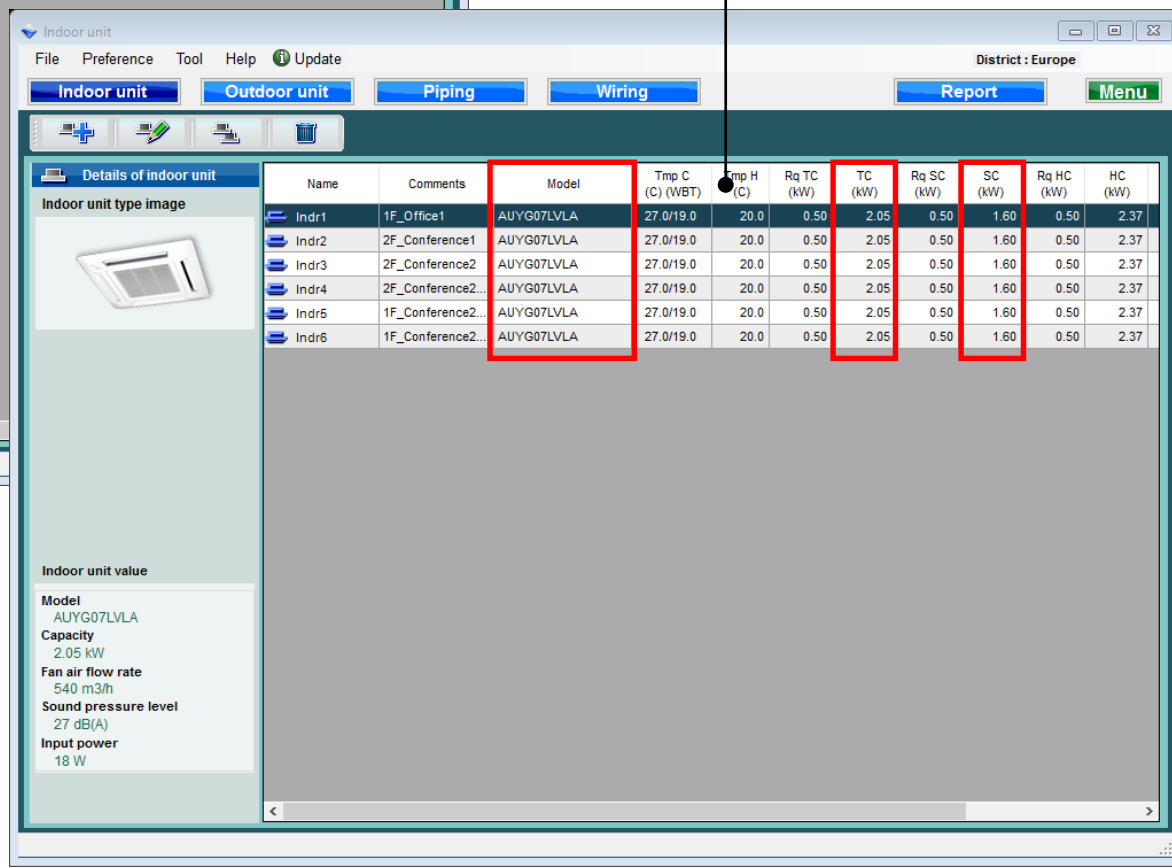 Indoor unit
File Preference Tool Help Update District : Europe
Indoor unit Outdoor unit Piping Wiring Report Menu
Details of indoor unit
Indoor unit type image
Name Comments Model Tmp C (C) (WBT) Tmp H (C) Rq TC (kW) TC (kW) Rq SC (kW) SC (kW) Rq HC (kW) HC (kW)
Indr1 1F_Office1 AUYG07LVLA 27.0/19.0 20.0 0.50 2.05 0.50 1.60 0.50 2.37
Indr2 2F_Conference1 AUYG07LVLA 27.0/19.0 20.0 0.50 2.05 0.50 1.60 0.50 2.37
Indr3 2F_Conference2 AUYG07LVLA 27.0/19.0 20.0 0.50 2.05 0.50 1.60 0.50 2.37
Indr4 2F_Conference2... AUYG07LVLA 27.0/19.0 20.0 0.50 2.05 0.50 1.60 0.50 2.37
Indr5 1F_Conference2... AUYG07LVLA 27.0/19.0 20.0 0.50 2.05 0.50 1.60 0.50 2.37
Indr6 1F_Conference2... AUYG07LVLA 27.0/19.0 20.0 0.50 2.05 0.50 1.60 0.50 2.37
Indoor unit value
Model
AUYG07LVLA
Capacity
2.05 kW
Fan air flow rate
540 m3/h
Sound pressure level
27 dB(A)
Input power
18 W